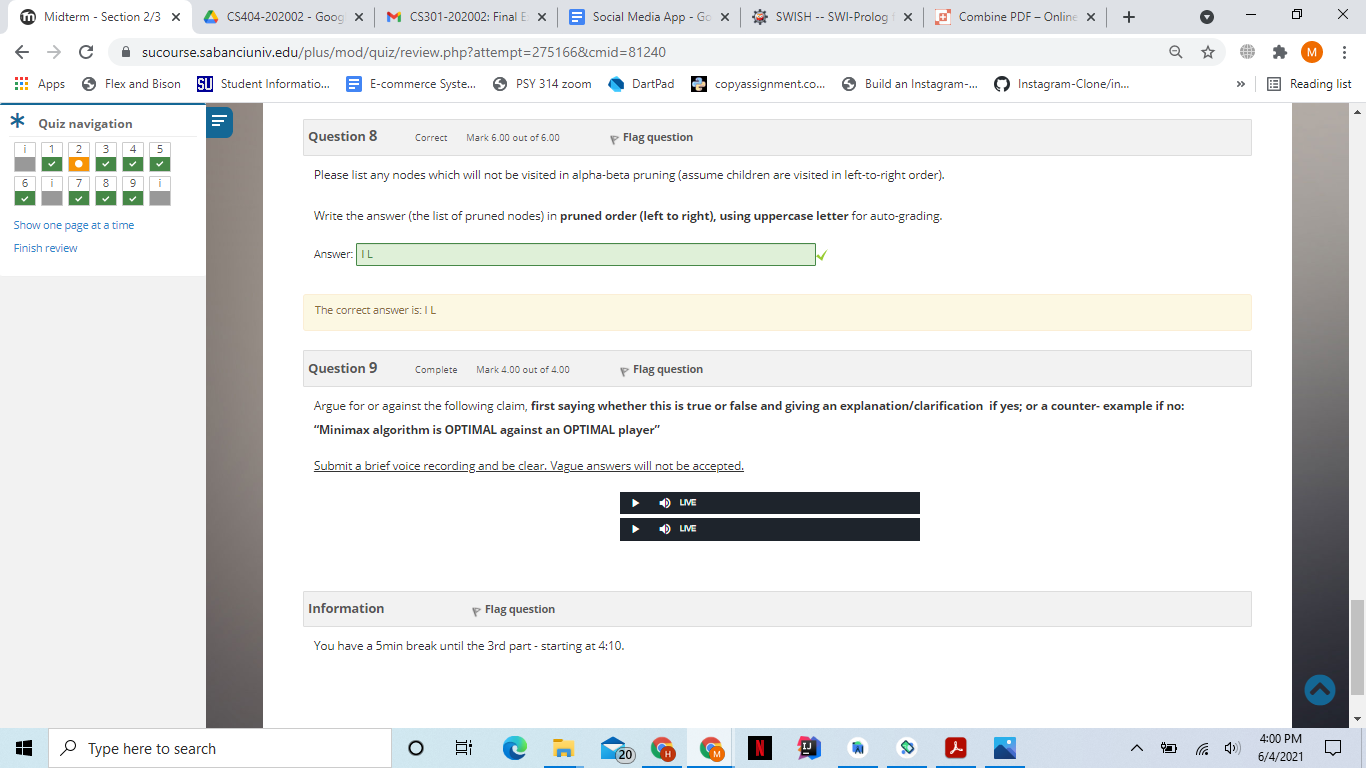 Midterm - Section 2/3
CS404-202002 - Goog
CS301-202002: Final E
Social Media App - Go
SWISH -- SWI-Prolog f
Combine PDF – Online
sucourse.sabanciuniv.edu/plus/mod/quiz/review.php?attempt=275166&cmid=81240
M
Apps
Flex and Bison
SU Student Informatio...
E-commerce Syste...
PSY 314 zoom
DartPad
copyassignment.co...
Build an Instagram-...
Instagram-Clone/in...
»
Reading list
Quiz navigation
i 1 2 3 4 5
6 i 7 8 9 i
Show one page at a time
Finish review
Question 8 Correct Mark 6.00 out of 6.00 Flag question
Please list any nodes which will not be visited in alpha-beta pruning (assume children are visited in left-to-right order).
Write the answer (the list of pruned nodes) in pruned order (left to right), using uppercase letter for auto-grading.
Answer: I L
The correct answer is: I L
Question 9 Complete Mark 4.00 out of 4.00 Flag question
Argue for or against the following claim, first saying whether this is true or false and giving an explanation/clarification if yes; or a counter- example if no:
“Minimax algorithm is OPTIMAL against an OPTIMAL player”
Submit a brief voice recording and be clear. Vague answers will not be accepted.
LIVE
LIVE
Information Flag question
You have a 5min break until the 3rd part - starting at 4:10.
Type here to search
20
H
M
N
IJ
4:00 PM
6/4/2021